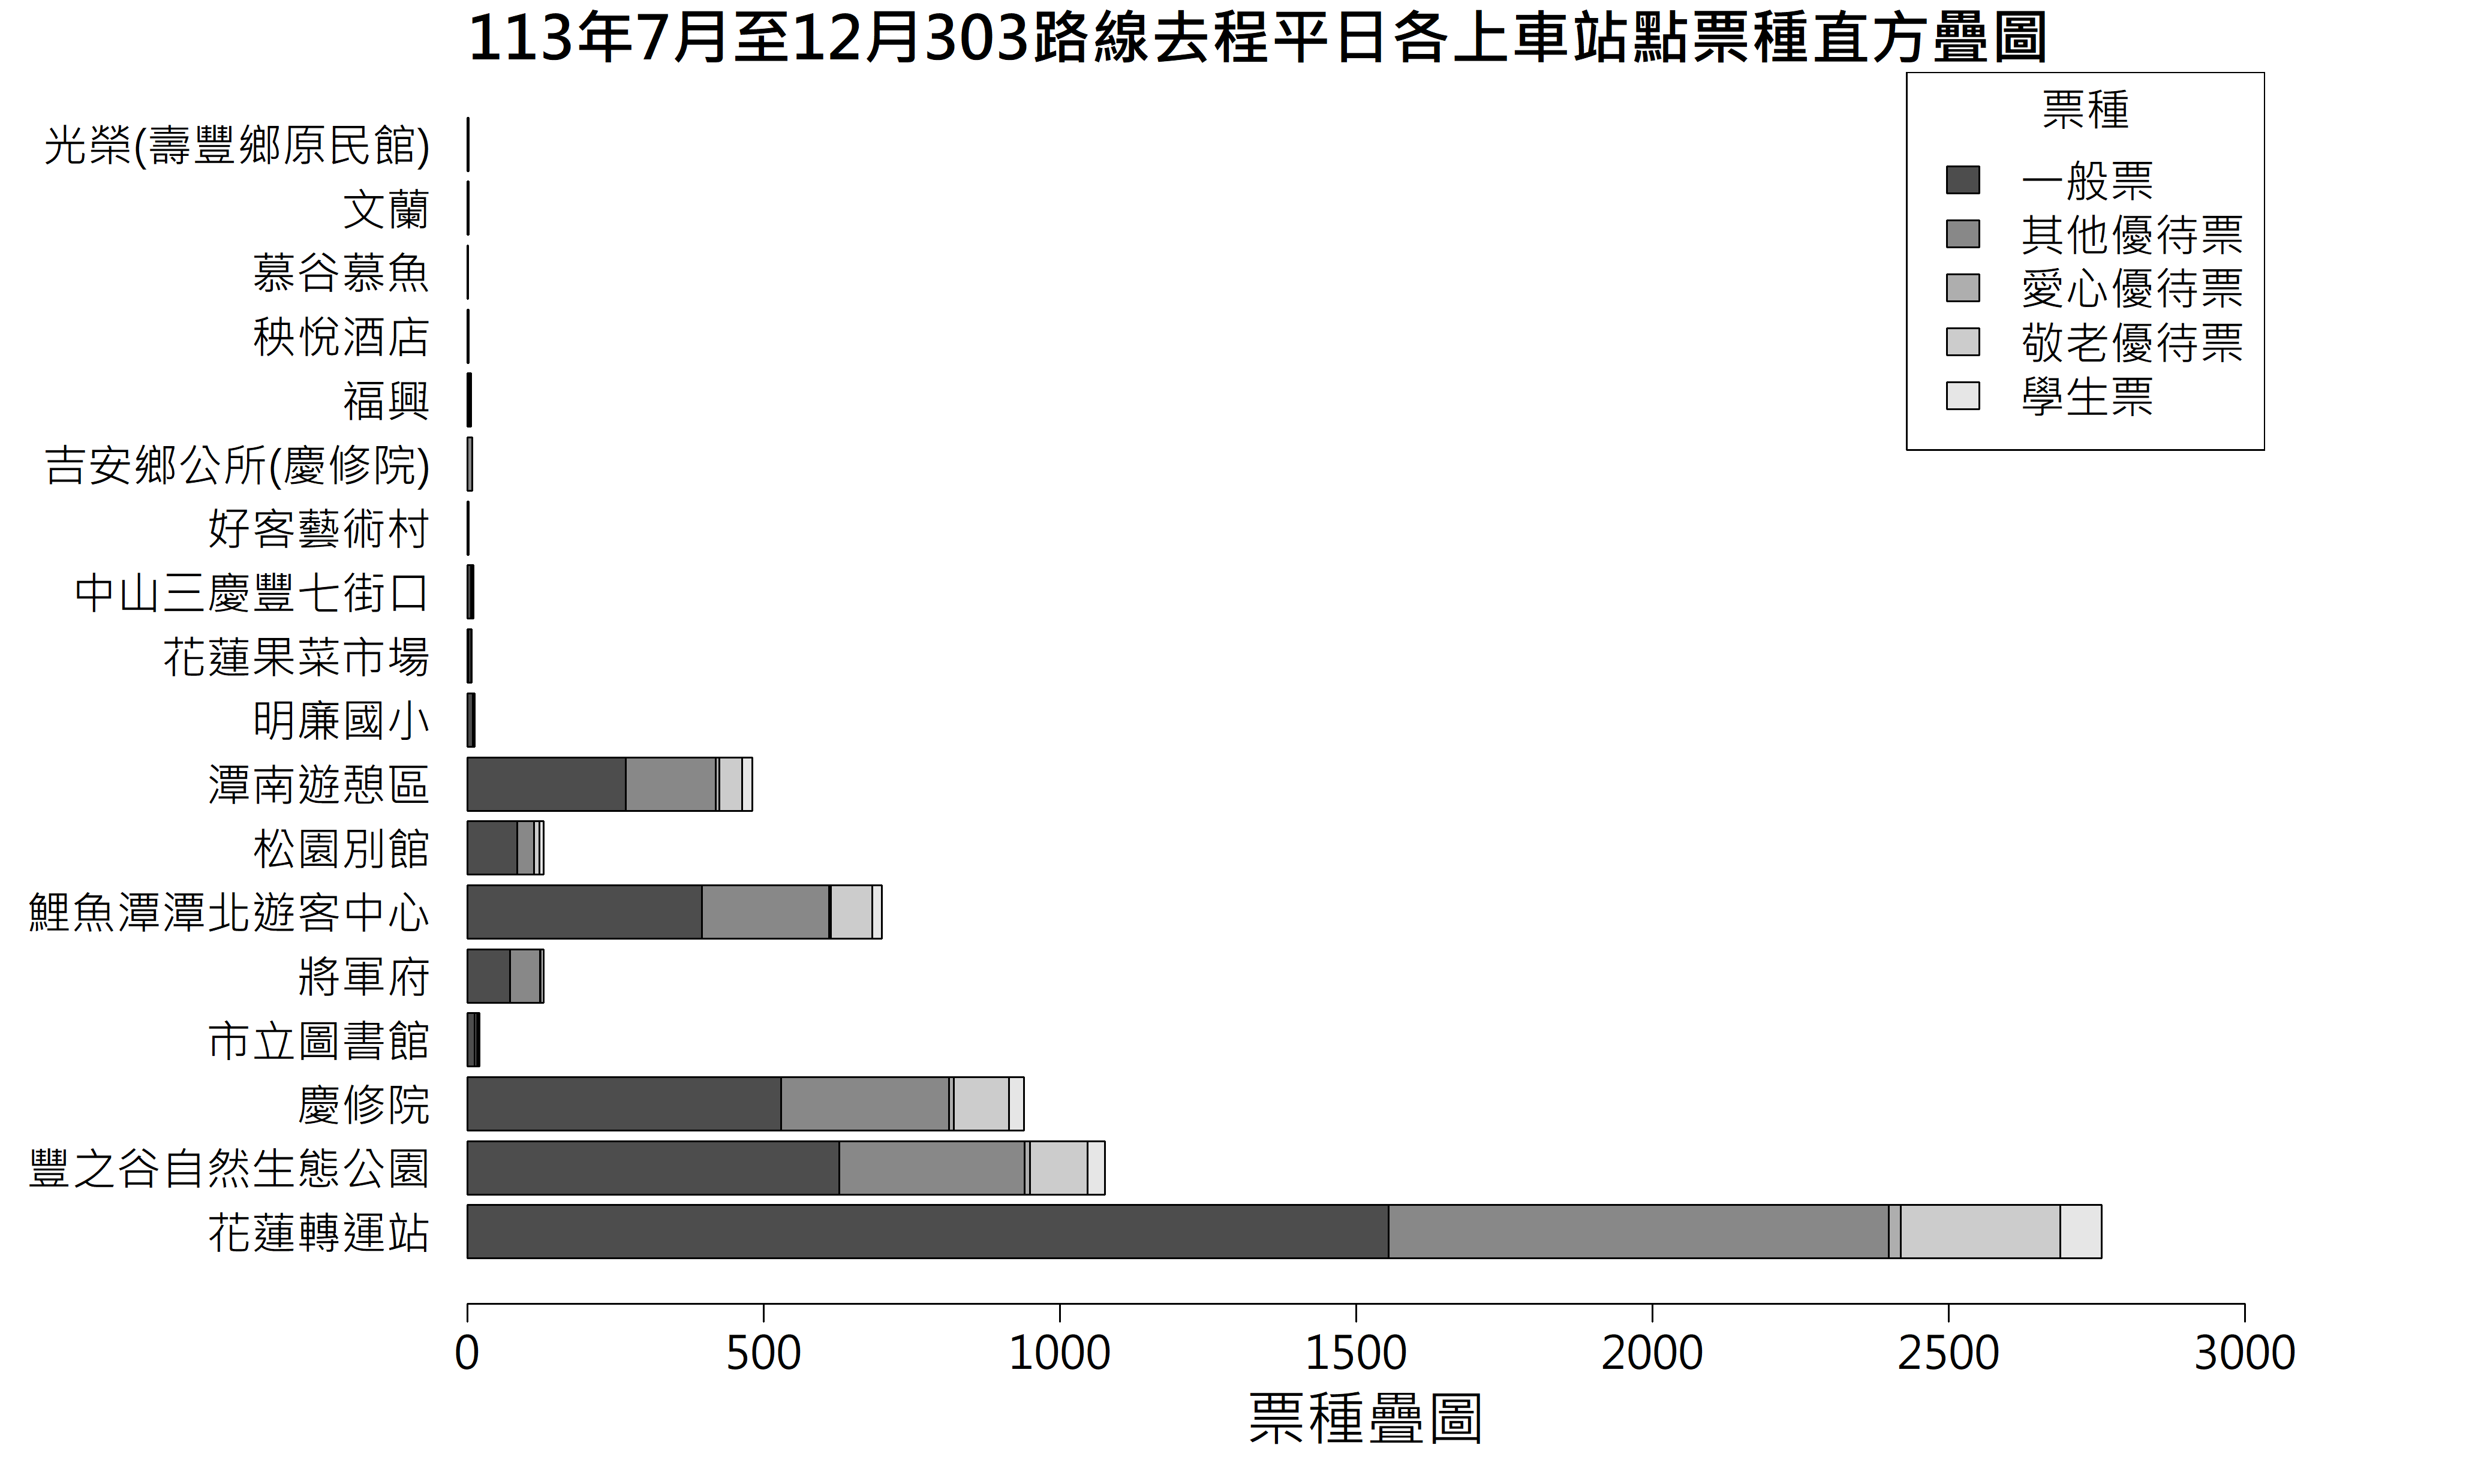 113年7月至12月303路線去程平日各上車站點票種直方疊圖
票種
一般票
其他優待票
愛心優待票
敬老優待票
學生票
光榮(壽豐鄉原民館)
文蘭
慕谷慕魚
秧悅酒店
福興
吉安鄉公所(慶修院)
好客藝術村
中山三慶豐七街口
花蓮果菜市場
明廉國小
潭南遊憩區
松園別館
鯉魚潭潭北遊客中心
將軍府
市立圖書館
慶修院
豐之谷自然生態公園
花蓮轉運站
0 500 1000 1500 2000 2500 3000
票種疊圖